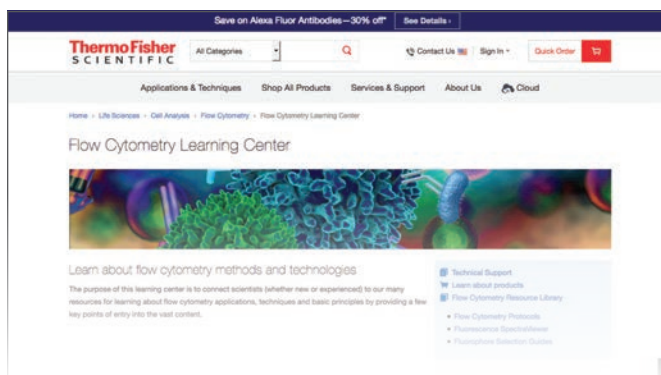 Save on Alexa Fluor Antibodies—30% off* See Details ›
ThermoFisher
SCIENTIFIC
All Categories
Contact Us
Sign In
Quick Order
Applications & Techniques Shop All Products Services & Support About Us Cloud
Home › Life Sciences › Cell Analysis › Flow Cytometry › Flow Cytometry Learning Center
Flow Cytometry Learning Center
Learn about flow cytometry methods and technologies
The purpose of this learning center is to connect scientists (whether new or experienced) to our many
resources for learning about flow cytometry applications, techniques and basic principles by providing a few
key points of entry into the vast content.
Technical Support
Learn about products
Flow Cytometry Resource Library
• Flow Cytometry Protocols
• Fluorescence SpectraViewer
• Fluorophore Selection Guides